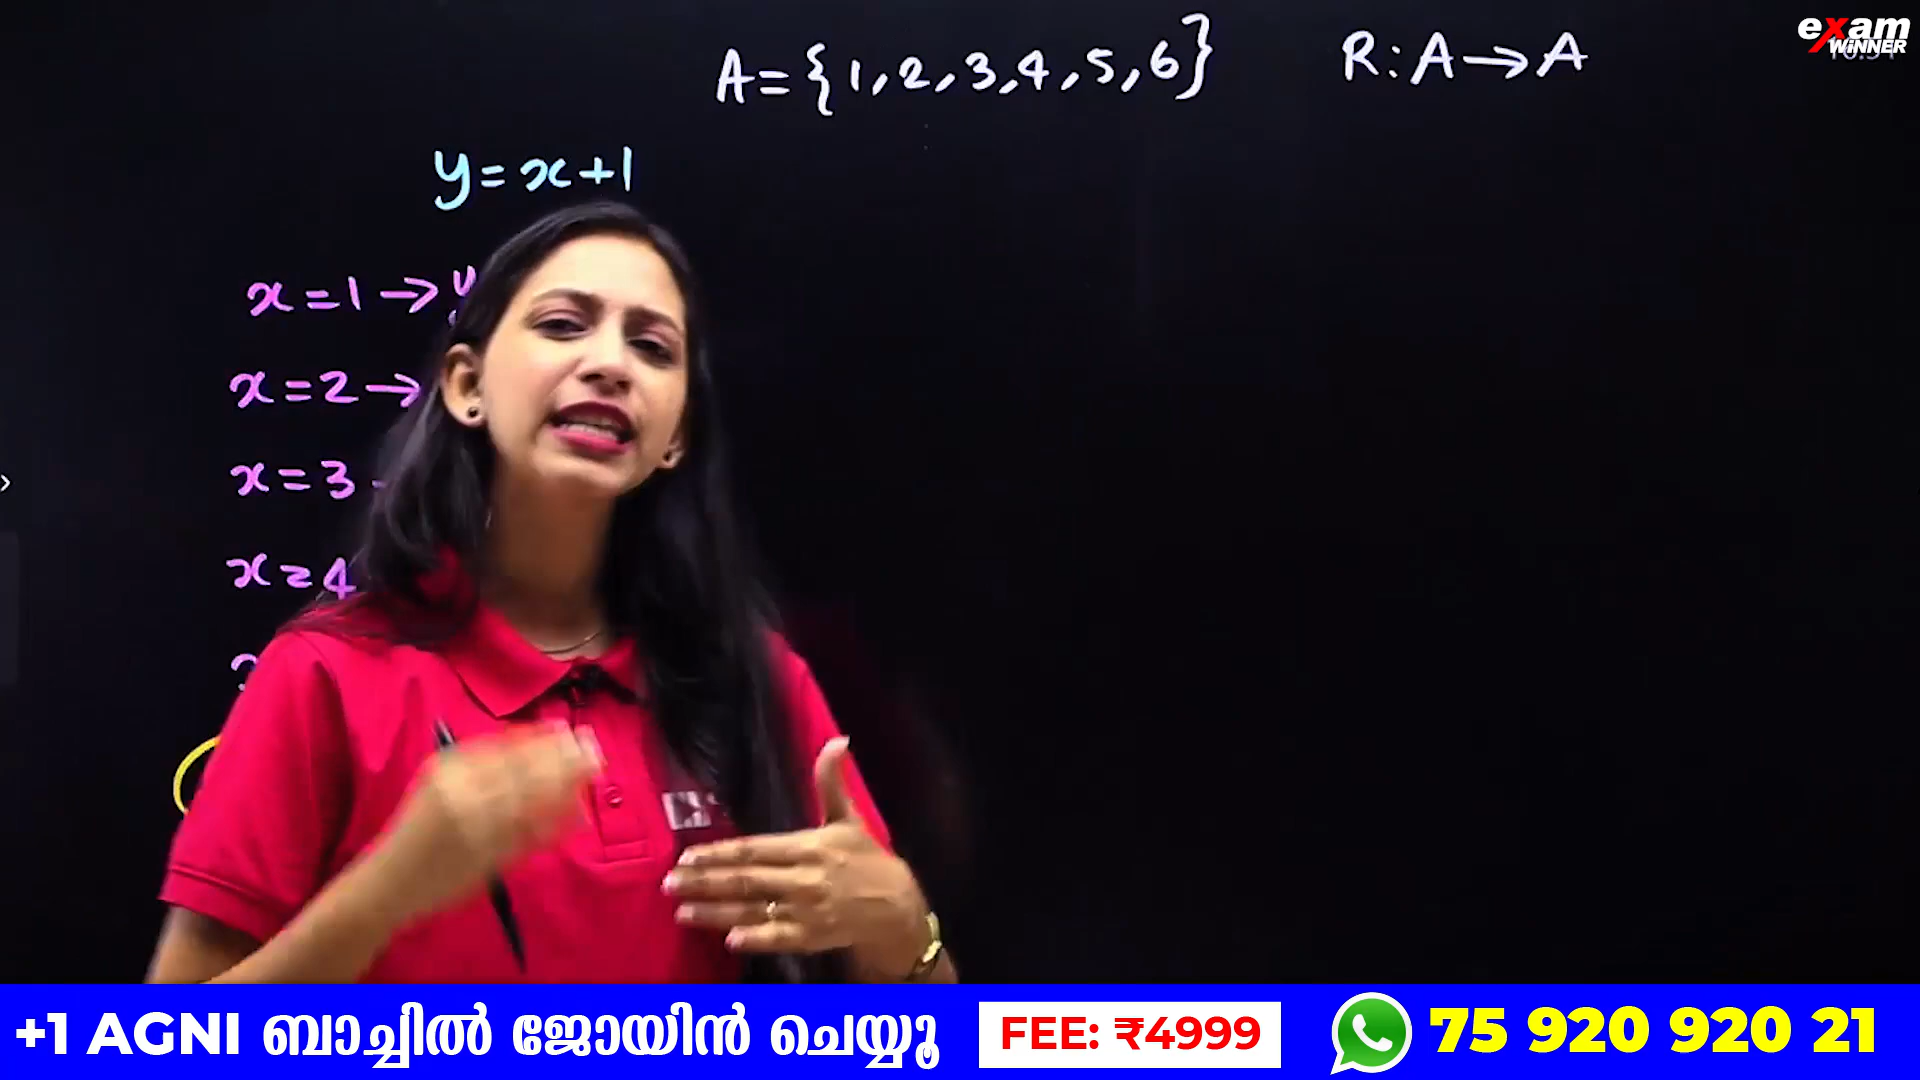 exam
WINNER
A={1,2,3,4,5,6}
R:A→A
y=x+1
x=1→y
x=2→
x=3
x=4
+1 AGNI ബാച്ചിൽ ജോയിൻ ചെയ്യൂ
FEE: ₹4999
75 920 920 21